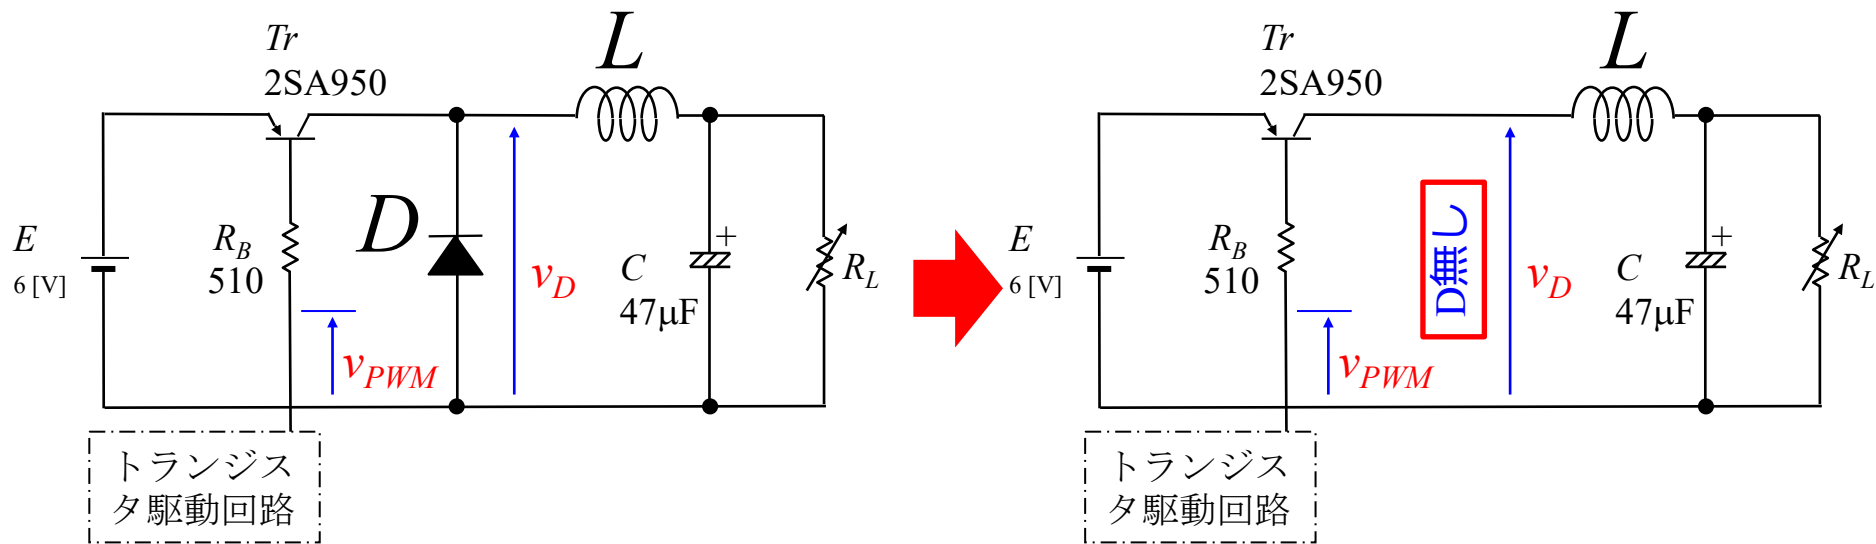 Tr
2SA950
L
E
6 [V]
R_B
510
D
v_D
v_PWM
C
+
47μF
R_L
トランジス
タ駆動回路
Tr
2SA950
L
E
6 [V]
R_B
510
D無し
v_D
v_PWM
C
+
47μF
R_L
トランジス
タ駆動回路